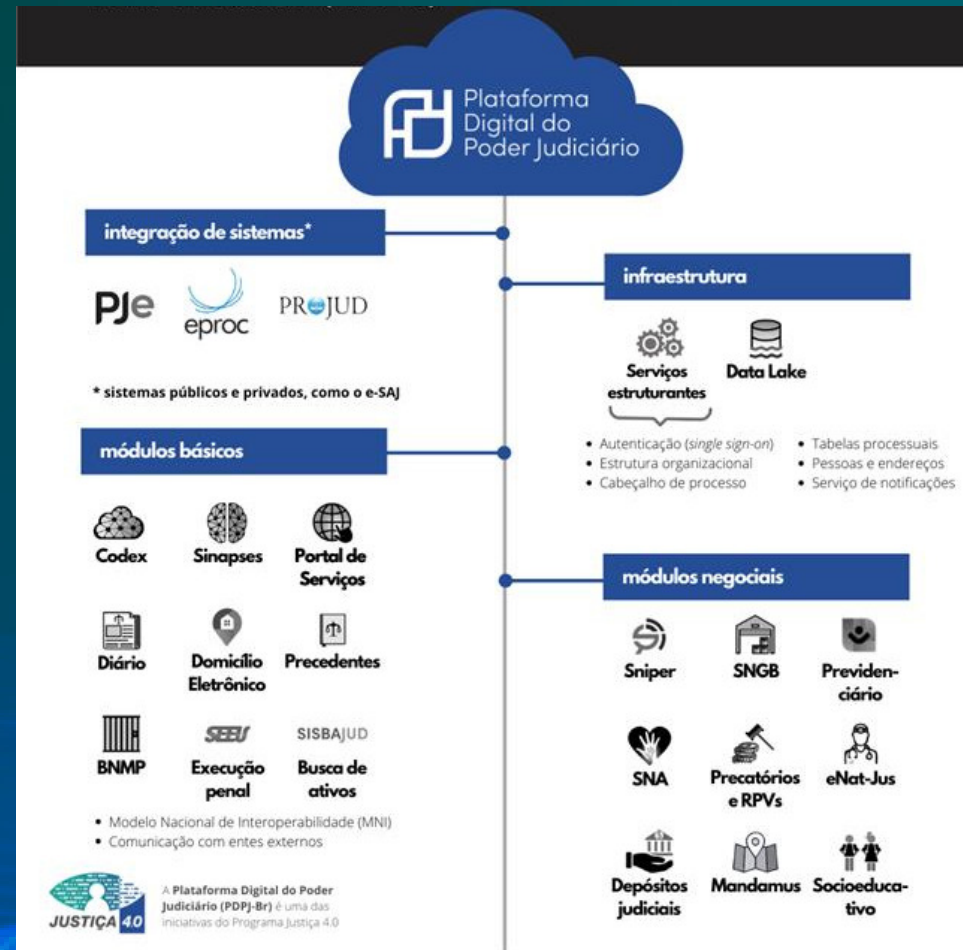 Plataforma
Digital do
Poder Judiciário
integração de sistemas*
PJe
eproc
PROJUD
* sistemas públicos e privados, como o e-SAJ
infraestrutura
Serviços
estruturantes
Data Lake
• Autenticação (single sign-on)
• Estrutura organizacional
• Cabeçalho de processo
• Tabelas processuais
• Pessoas e endereços
• Serviço de notificações
módulos básicos
Codex
Sinapses
Portal de
Serviços
Diário
Domicílio
Eletrônico
Precedentes
BNMP
SEEU
Execução
penal
SISBAJUD
Busca de
ativos
• Modelo Nacional de Interoperabilidade (MNI)
• Comunicação com entes externos
módulos negociais
Sniper
SNGB
Previden-
ciário
SNA
Precatórios
e RPVs
eNat-Jus
Depósitos
judiciais
Mandamus
Socioeduca-
tivo
JUSTIÇA 4.0
A Plataforma Digital do Poder
Judiciário (PDPJ-Br) é uma das
iniciativas do Programa Justiça 4.0